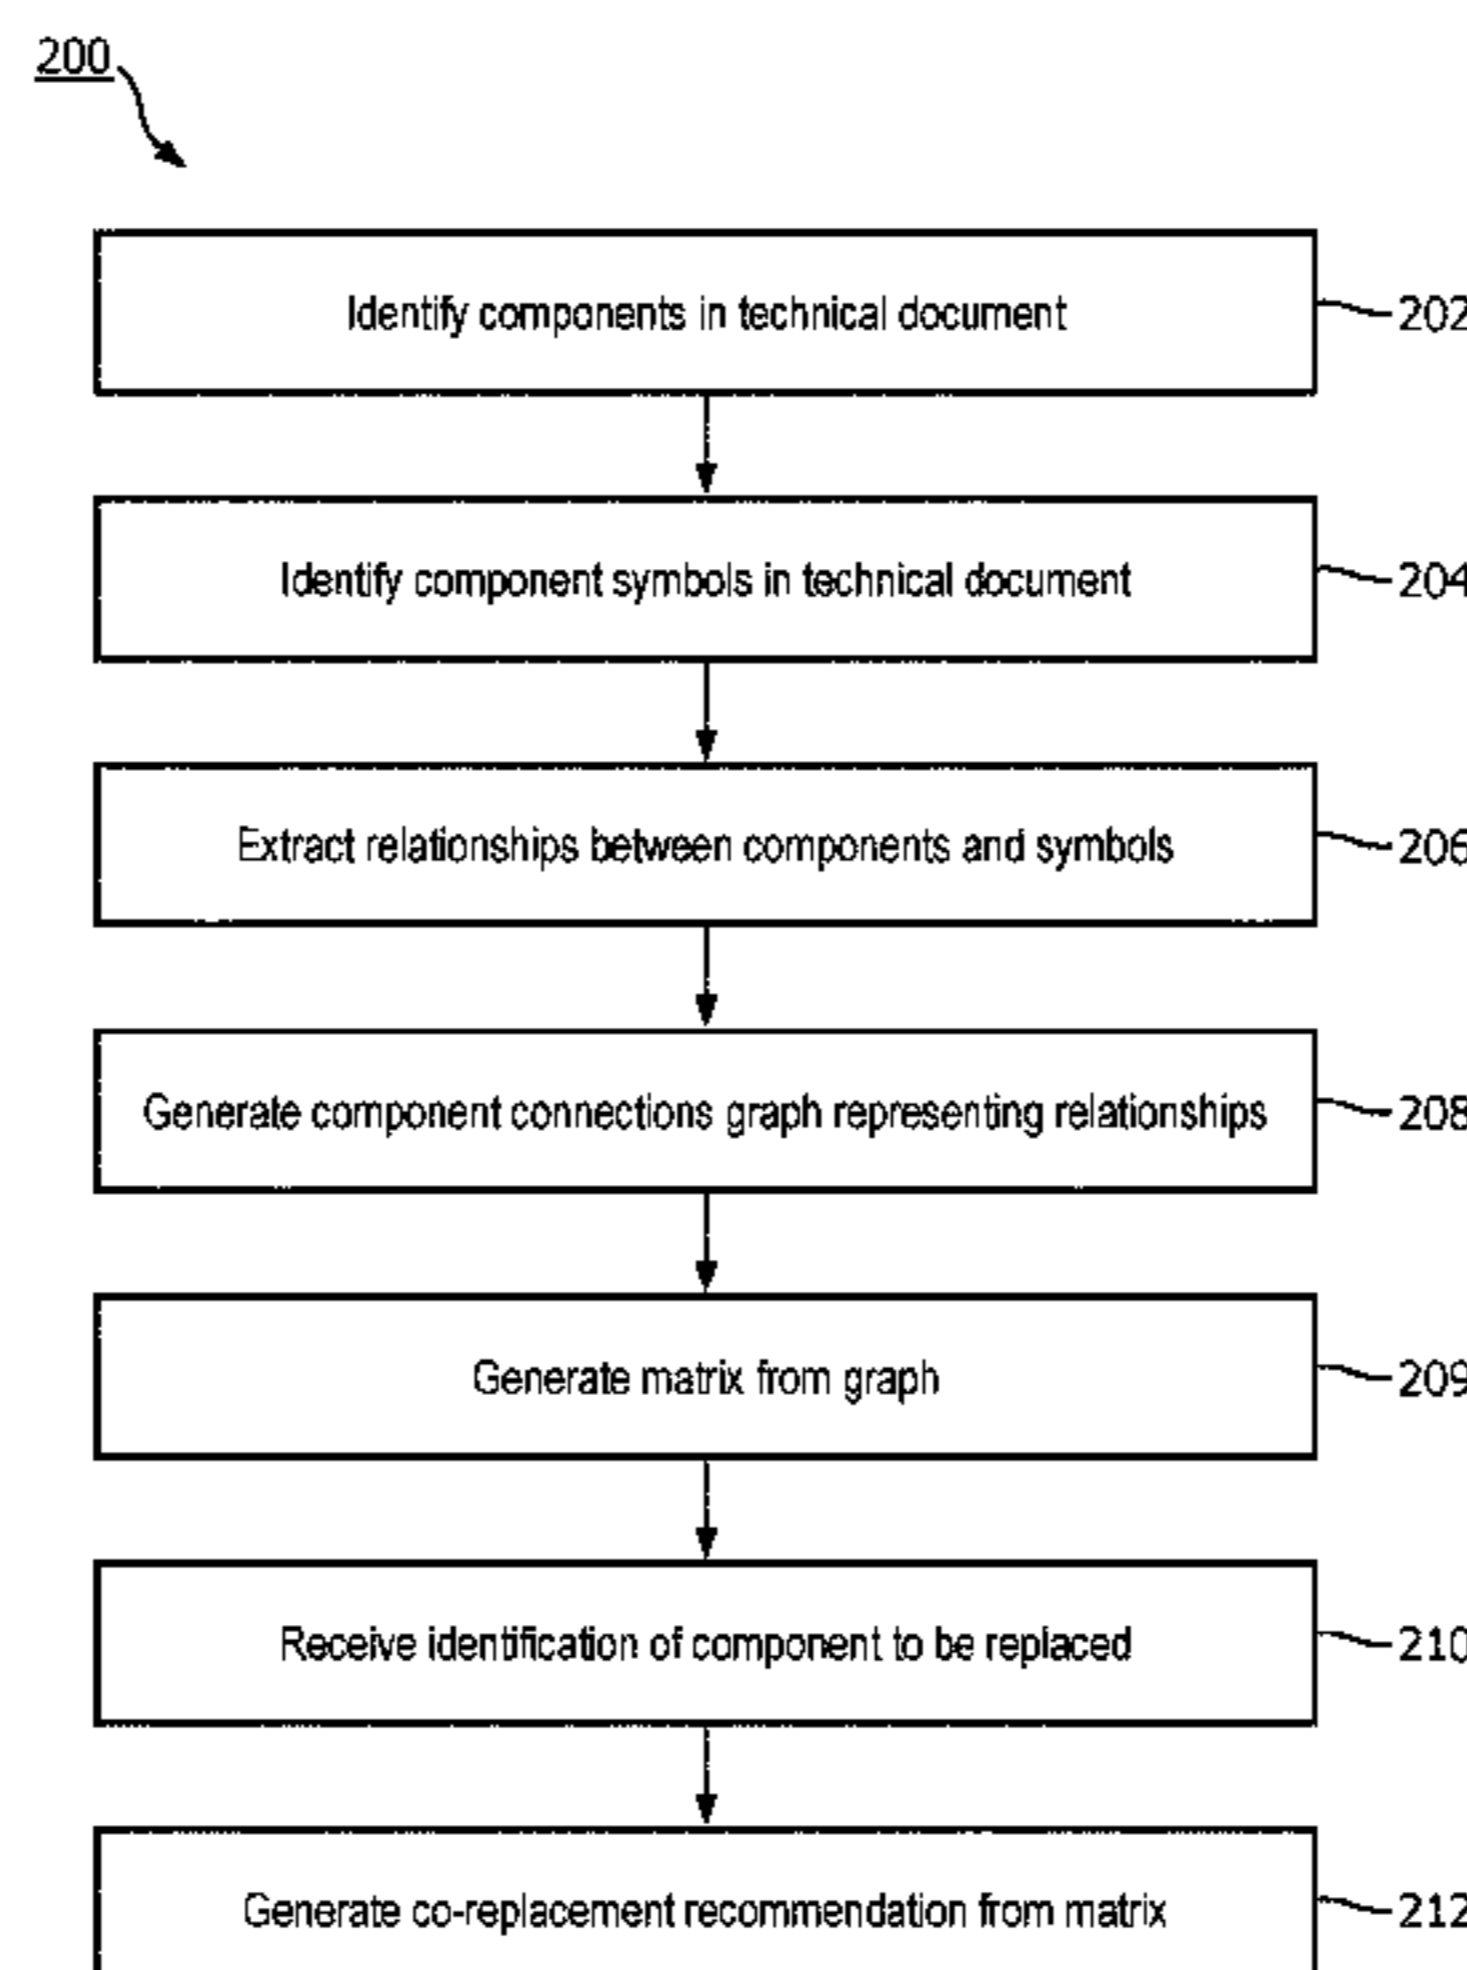 200
Identify components in technical document
202
Identify component symbols in technical document
204
Extract relationships between components and symbols
206
Generate component connections graph representing relationships
208
Generate matrix from graph
209
Receive identification of component to be replaced
210
Generate co-replacement recommendation from matrix
212